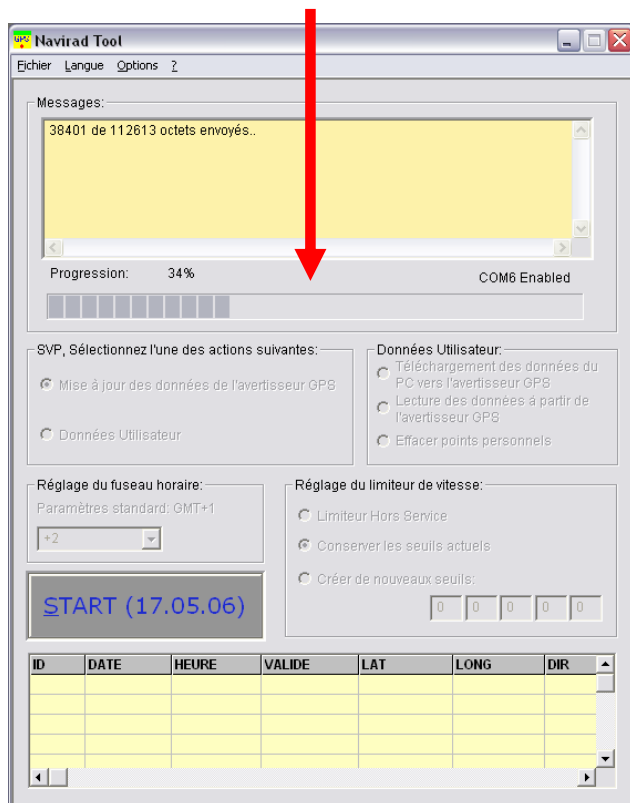 GPS Navirad Tool
Fichier Langue Options ?
Messages:
38401 de 112613 octets envoyés..
Progression: 34% COM6 Enabled
SVP, Sélectionnez l'une des actions suivantes:
Mise à jour des données de l'avertisseur GPS
Données Utilisateur
Données Utilisateur:
Téléchargement des données du
PC vers l'avertisseur GPS
Lecture des données à partir de
l'avertisseur GPS
Effacer points personnels
Réglage du fuseau horaire:
Paramètres standard: GMT+1
+2
Réglage du limiteur de vitesse:
Limiteur Hors Service
Conserver les seuils actuels
Créer de nouveaux seuils:
0 0 0 0 0
START (17.05.06)
ID DATE HEURE VALIDE LAT LONG DIR